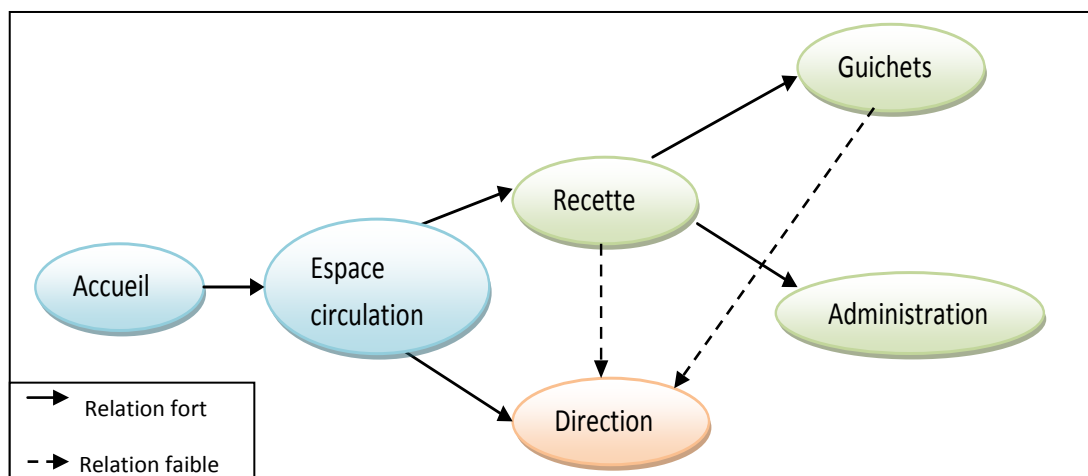 Guichets
Recette
Accueil
Espace
circulation
Administration
Direction
Relation fort
Relation faible